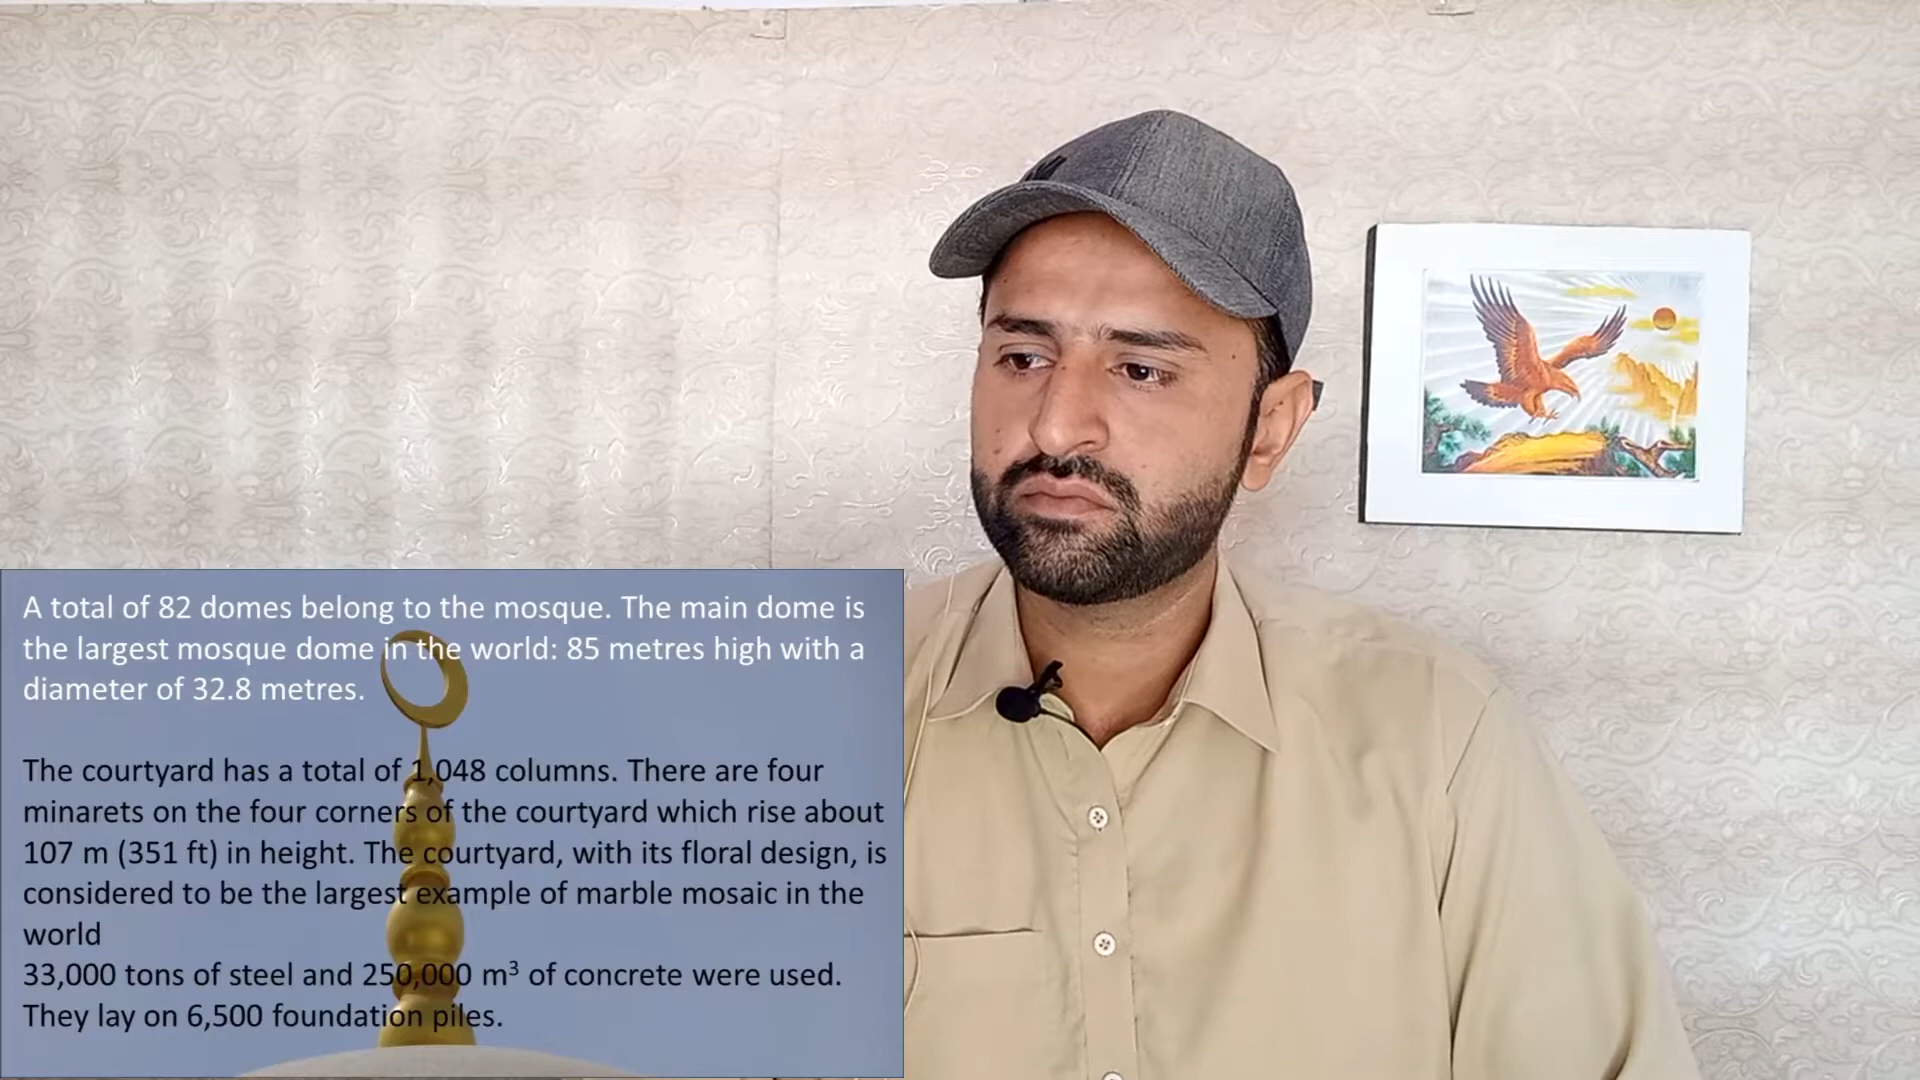 A total of 82 domes belong to the mosque. The main dome is
the largest mosque dome in the world: 85 metres high with a
diameter of 32.8 metres.
The courtyard has a total of 1,048 columns. There are four
minarets on the four corners of the courtyard which rise about
107 m (351 ft) in height. The courtyard, with its floral design, is
considered to be the largest example of marble mosaic in the
world
33,000 tons of steel and 250,000 m³ of concrete were used.
They lay on 6,500 foundation piles.